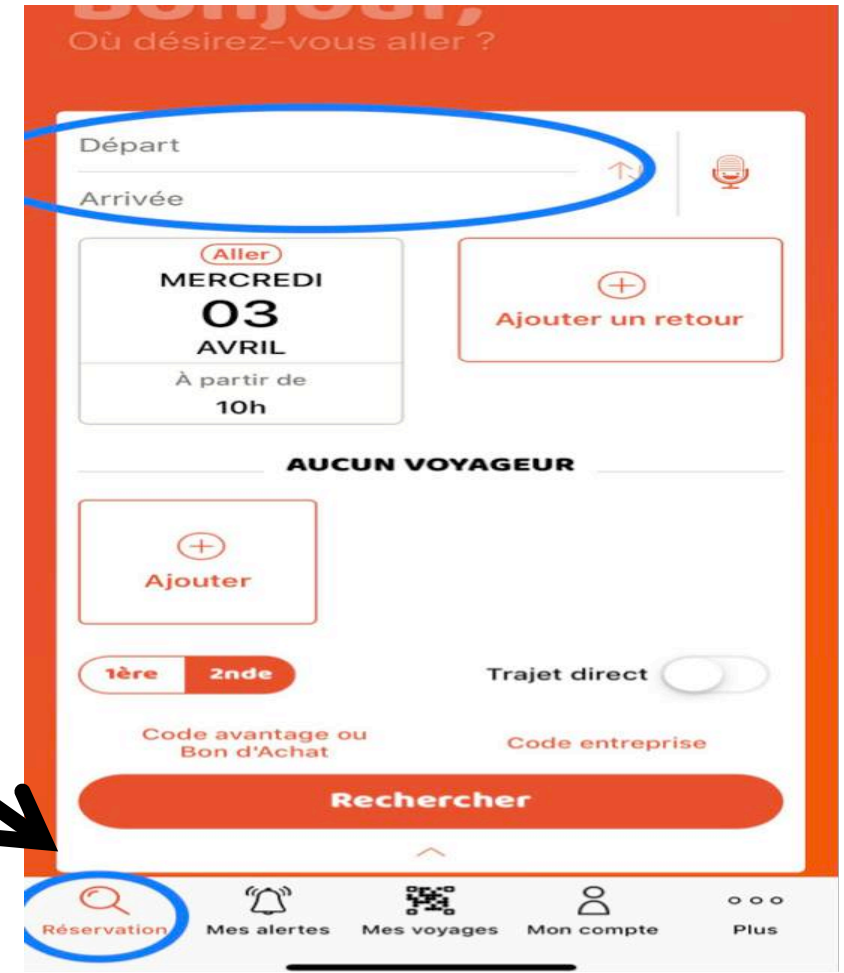 Bonjour,
Où désirez-vous aller ?
Départ
Arrivée
Aller
MERCREDI
03
AVRIL
À partir de
10h
Ajouter un retour
AUCUN VOYAGEUR
Ajouter
1ère 2nde
Trajet direct
Code avantage ou
Bon d'Achat
Code entreprise
Rechercher
Réservation Mes alertes Mes voyages Mon compte Plus